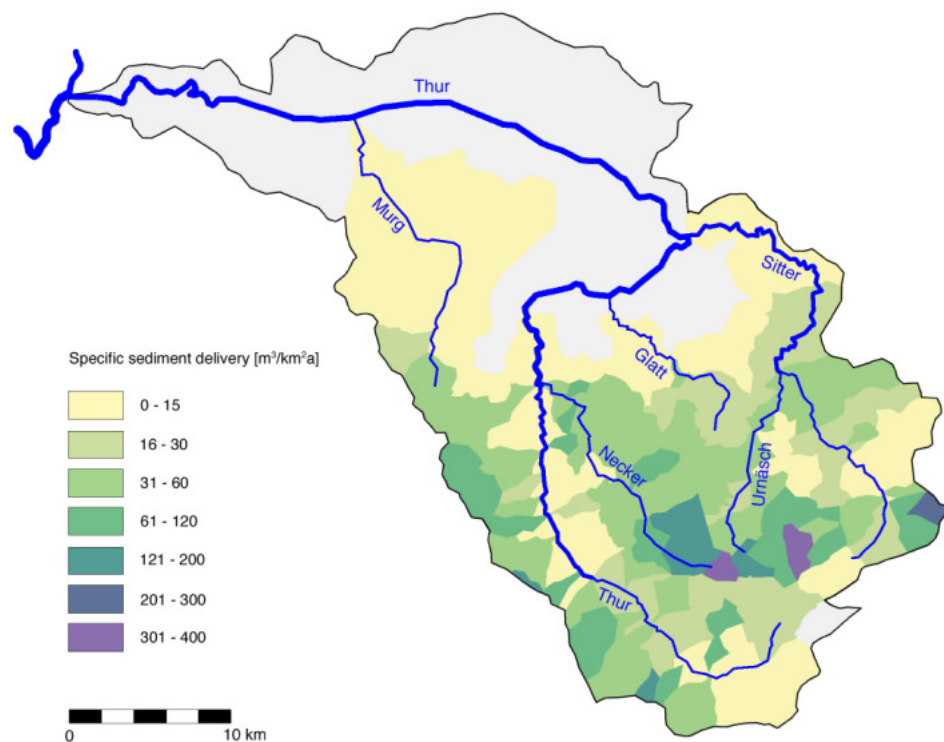 Thur
Murg
Sitter
Specific sediment delivery [m³/km²a]
Glatt
0 - 15
16 - 30
Necker
Urnäsch
31 - 60
61 - 120
121 - 200
Thur
201 - 300
301 - 400
0 10 km